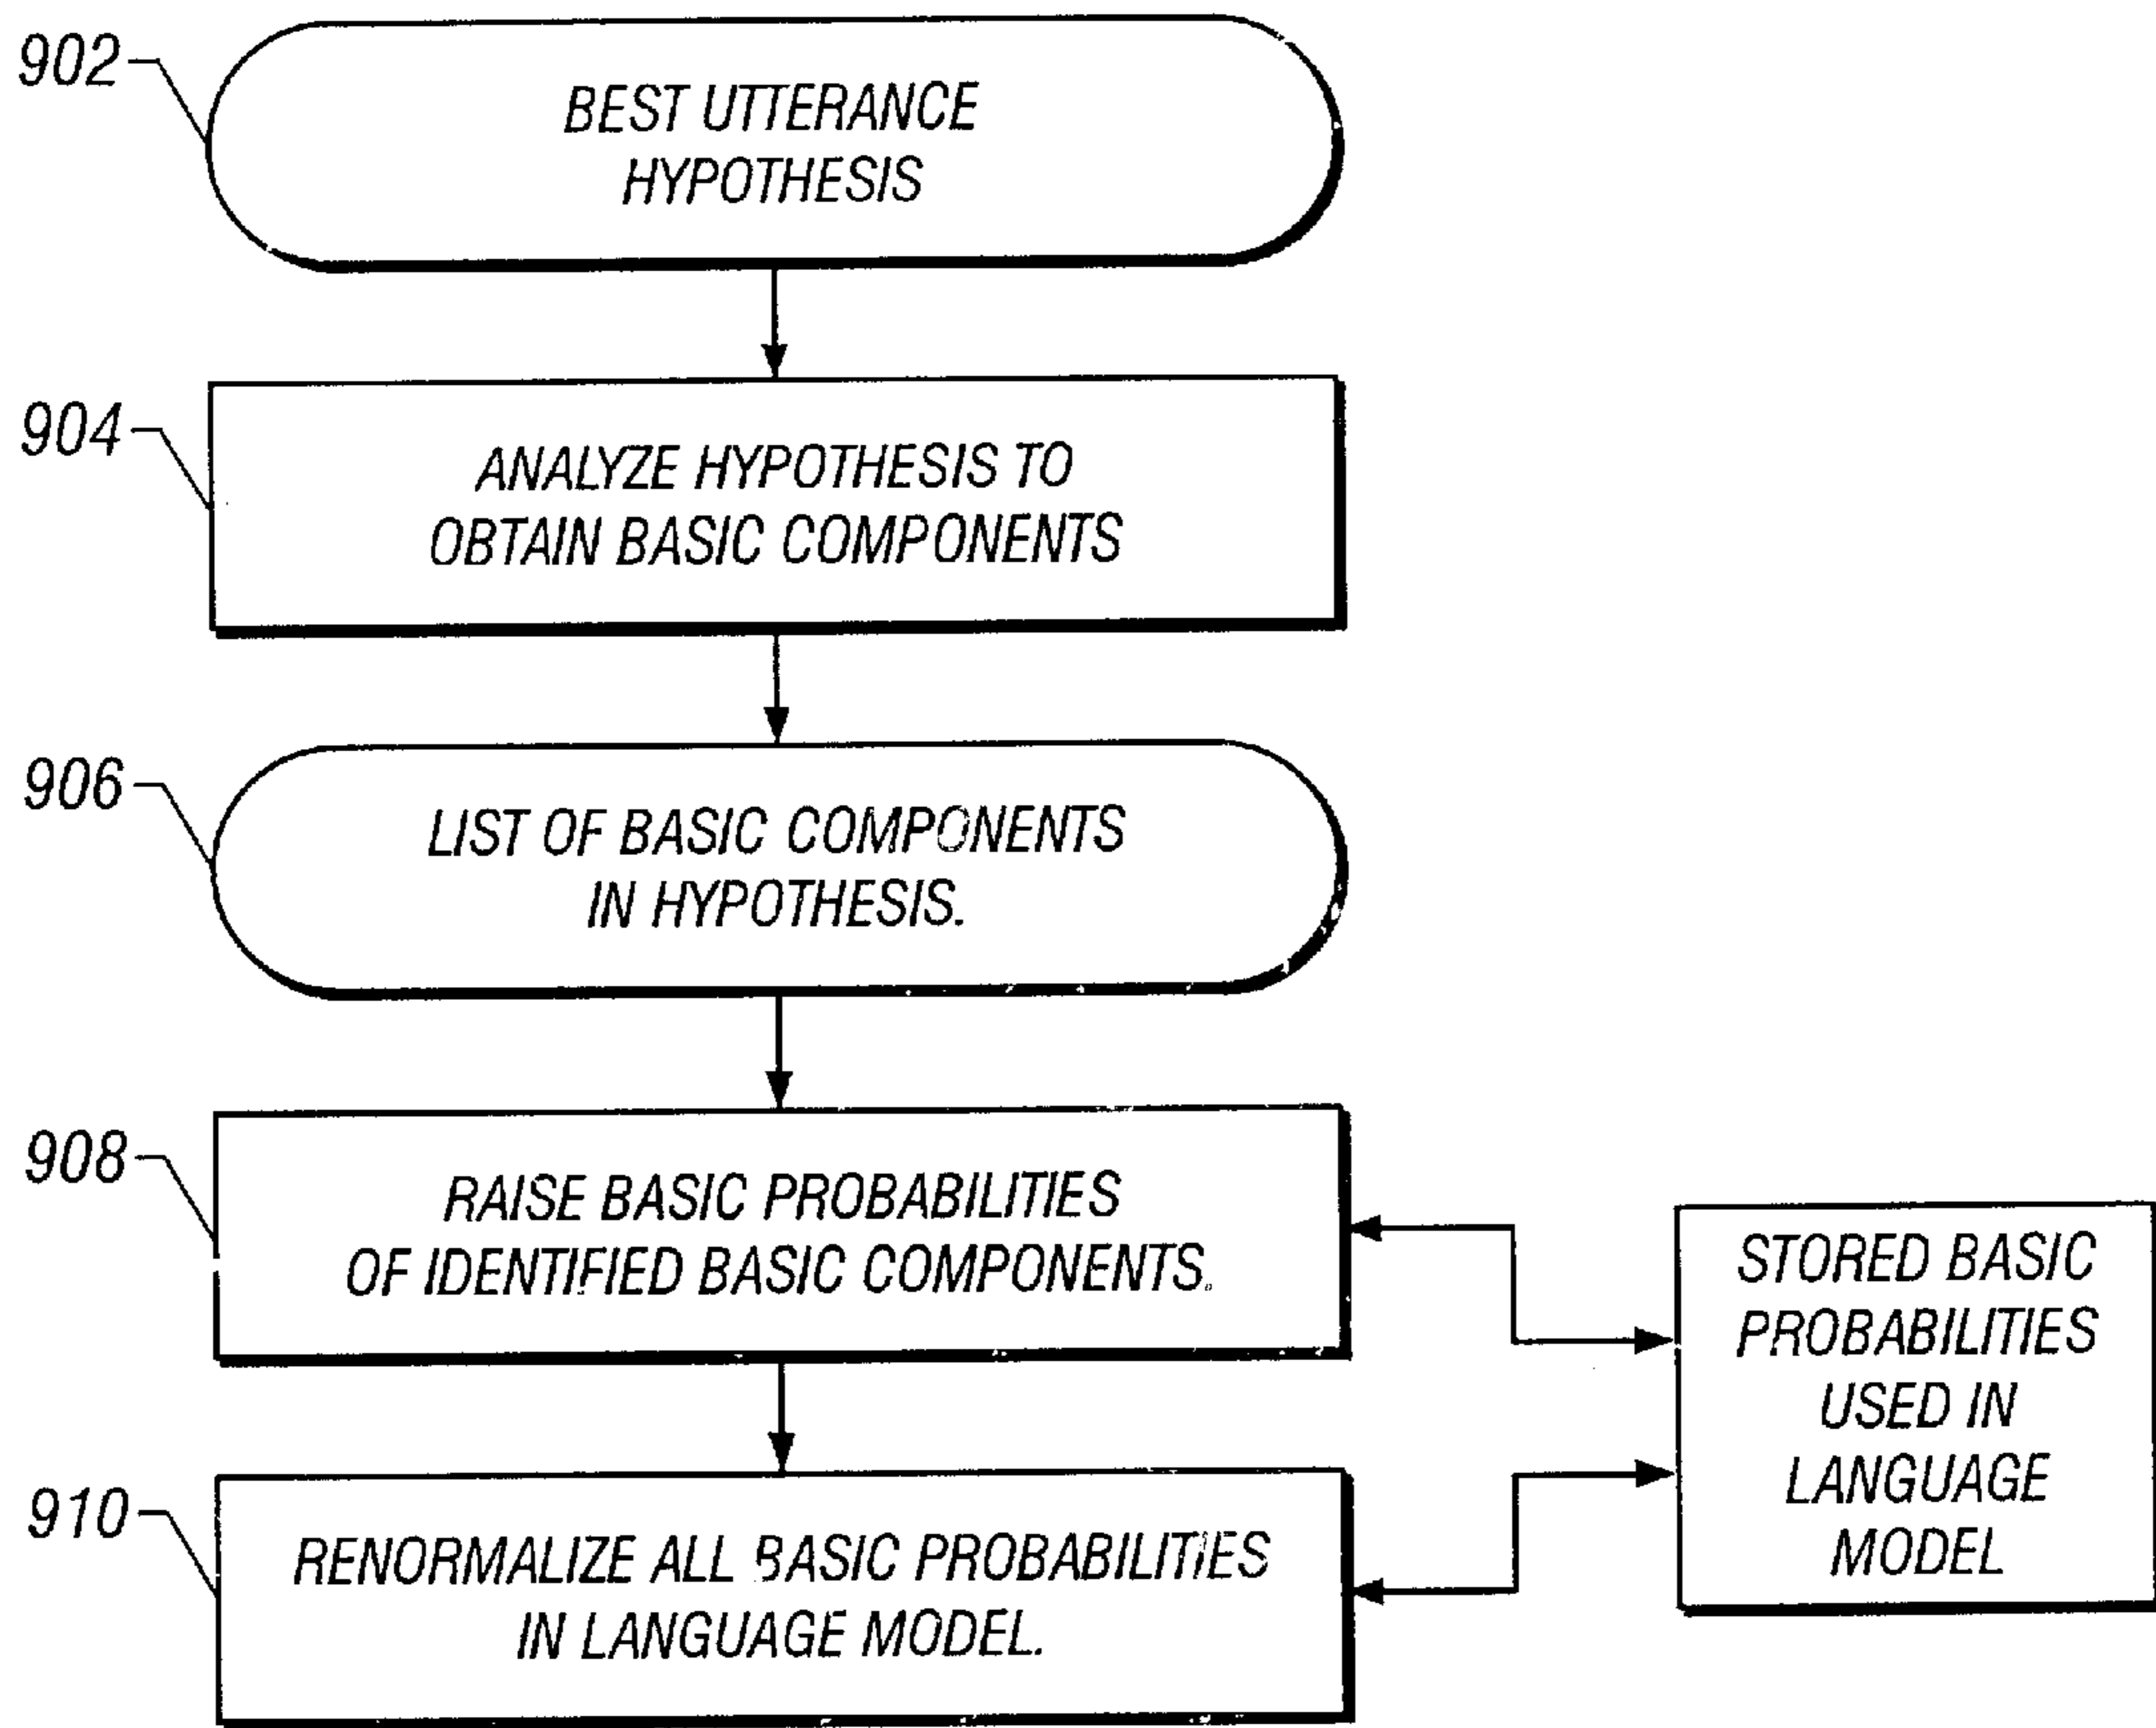 902
BEST UTTERANCE
HYPOTHESIS
904
ANALYZE HYPOTHESIS TO
OBTAIN BASIC COMPONENTS
906
LIST OF BASIC COMPONENTS
IN HYPOTHESIS.
908
RAISE BASIC PROBABILITIES
OF IDENTIFIED BASIC COMPONENTS.
STORED BASIC
PROBABILITIES
USED IN
LANGUAGE
MODEL
910
RENORMALIZE ALL BASIC PROBABILITIES
IN LANGUAGE MODEL.